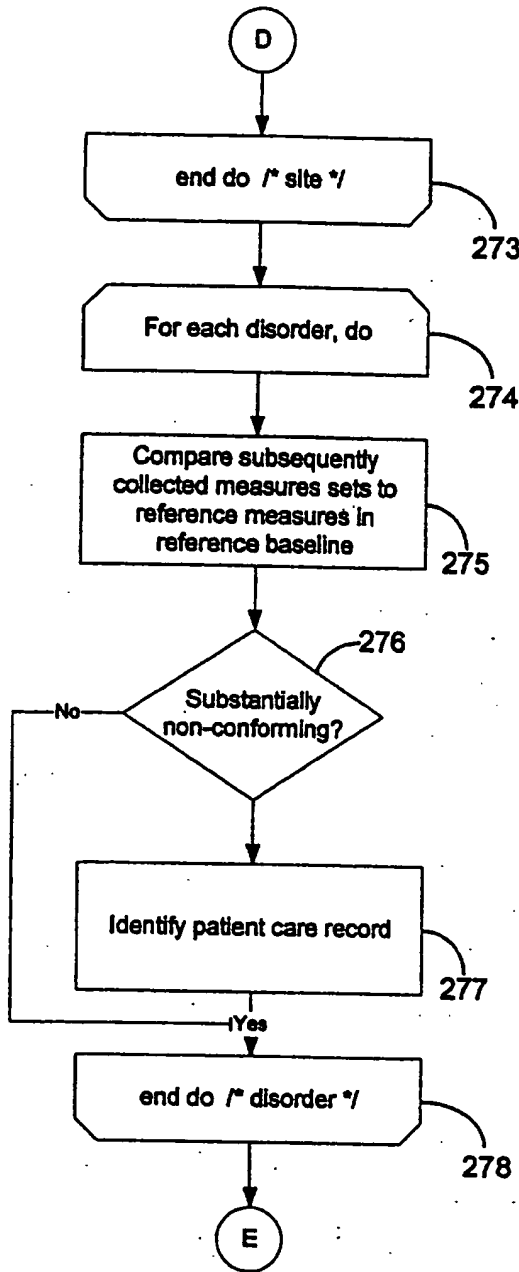 D
end do /* site */
273
For each disorder, do
274
Compare subsequently
collected measures sets to
reference measures in
reference baseline
275
276
Substantially
non-conforming?
No
Identify patient care record
277
Yes
end do /* disorder */
278
E